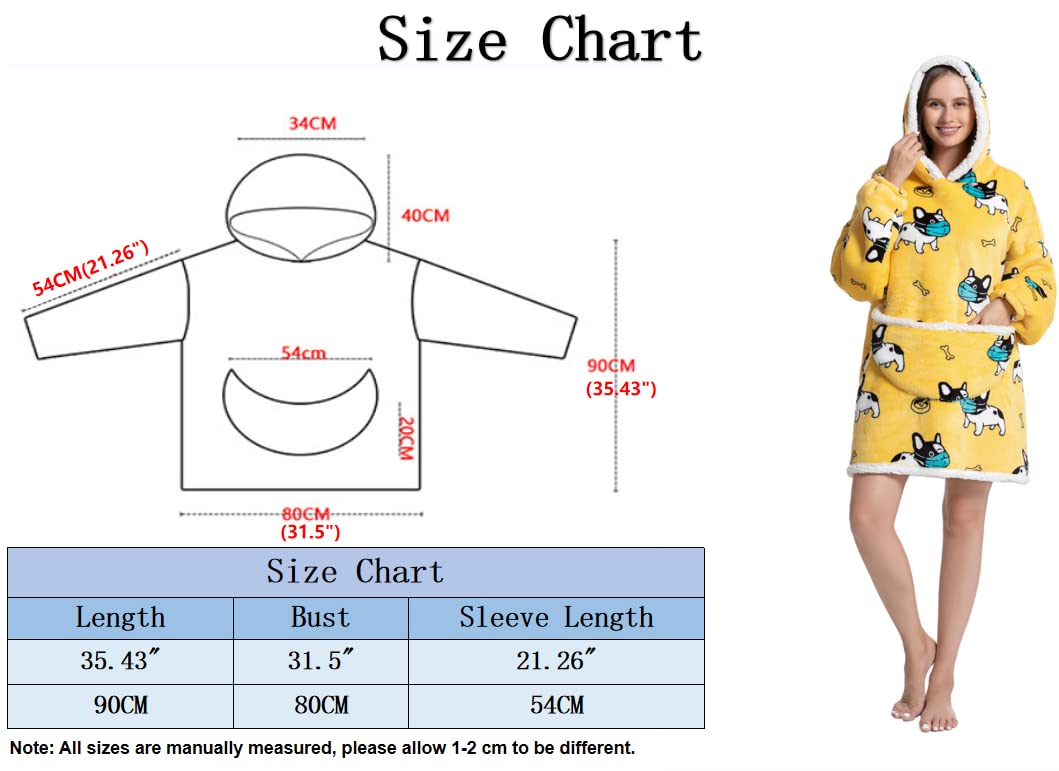 Size Chart
34CM
40CM
54CM(21.26")
54cm
90CM
(35.43")
20CM
80CM
(31.5")
Size Chart
Length Bust Sleeve Length
35.43″ 31.5″ 21.26″
90CM 80CM 54CM
Note: All sizes are manually measured, please allow 1-2 cm to be different.